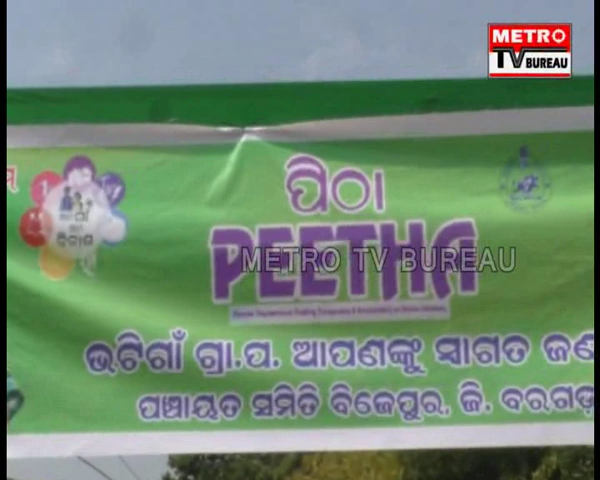 METRO
TV BUREAU
ପିଠା
PEETHA
METRO TV BUREAU
ଭଟିଗାଁ ଗ୍ରା.ପ. ଆପଣଙ୍କୁ ସ୍ୱାଗତ
ପଞ୍ଚାୟତ ସମିତି ବିଜେପୁର, ଜି. ବରଗଡ଼